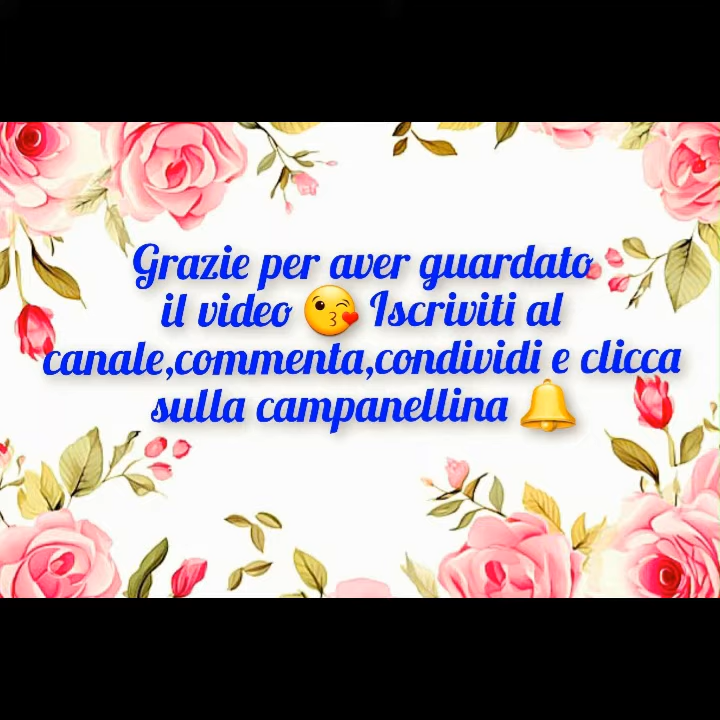 Grazie per aver guardato
il video 😘 Iscriviti al
canale,commenta,condividi e clicca
sulla campanellina 🔔